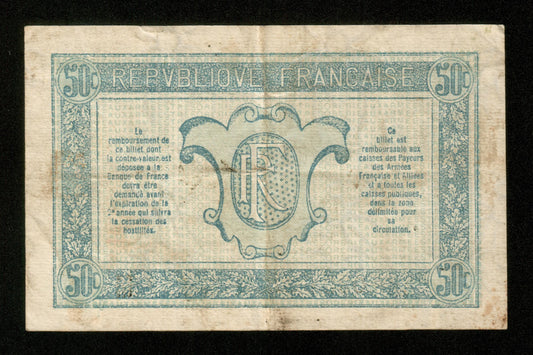 50c REPVBLIQVE FRANÇAISE 50c
Le
remboursement de
ce billet dont
la contre-valeur est
déposée à la
Banque de France
devra être
demandé avant
l'expiration de la
2e année qui suivra
la cessation des
hostilités.
RF
Ce
billet est
remboursable aux
caisses des Payeurs
des Armées
Française et Alliées
et à toutes les
caisses publiques,
dans la zone
délimitée pour
sa
circulation.
50c 50c